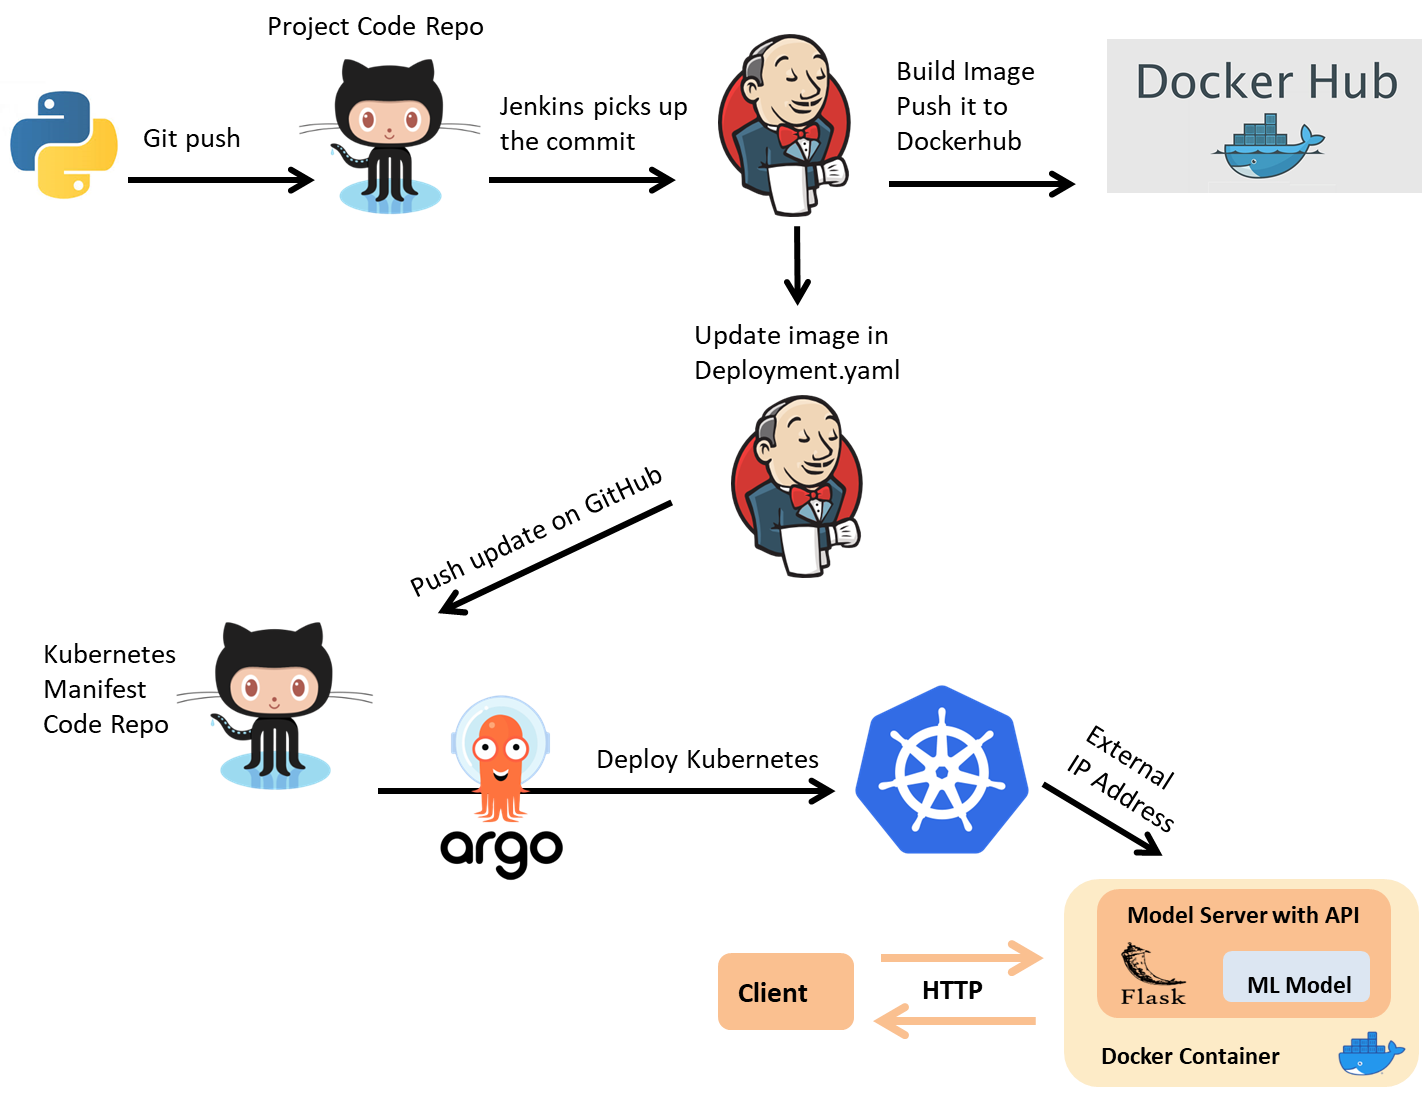 Project Code Repo
Git push
Jenkins picks up
the commit
Build Image
Push it to
Dockerhub
Docker Hub
Update image in
Deployment.yaml
Push update on GitHub
Kubernetes
Manifest
Code Repo
argo
Deploy Kubernetes
External
IP Address
Model Server with API
Flask
ML Model
Docker Container
Client
HTTP